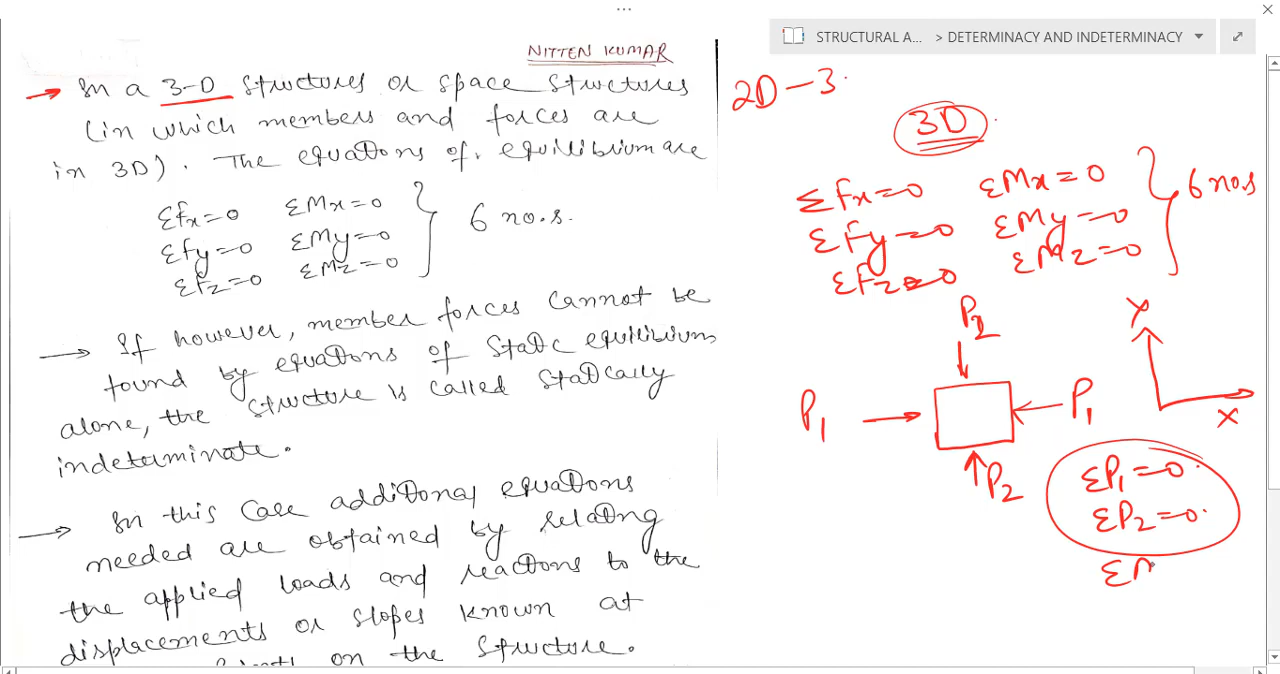 ...
×
STRUCTURAL A... > DETERMINACY AND INDETERMINACY
NITTEN KUMAR
→ In a 3-D structures or space structures
(in which members and forces are
in 3D). The equations of equilibrium are
Σfx=0 ΣMx=0
Σfy=0 ΣMy=0
Σfz=0 ΣMz=0
} 6 no.s.
→ If however, member forces cannot be
found by equations of static equilibrium
alone, the structure is called statically
indeterminate.
→ In this case additional equations
needed are obtained by relating
the applied loads and reactions to the
displacements or slopes known at
on the structure.
2D-3.
3D
ΣFx=0 ΣMx=0
ΣFy=0 ΣMy=0
ΣFz=0 ΣMz=0
} 6 no.s
P2
P1 → ← P1
↑P2
Y
X
ΣP1=0
ΣP2=0.
Σ